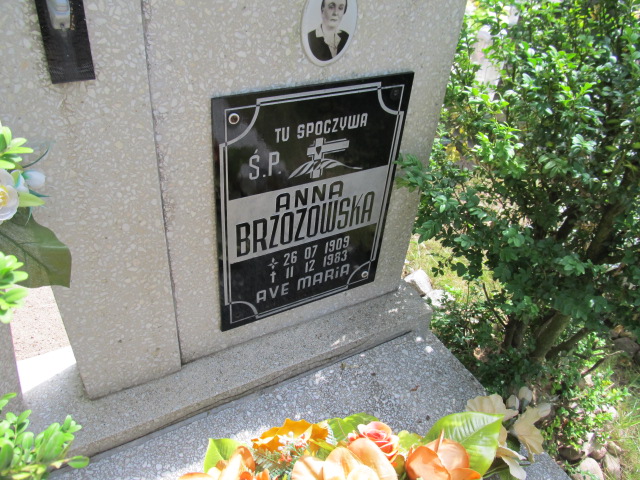 TU SPOCZYWA
Ś.P.
ANNA
BRZOZOWSKA
26 07 1909
† 11 12 1983
AVE MARIA